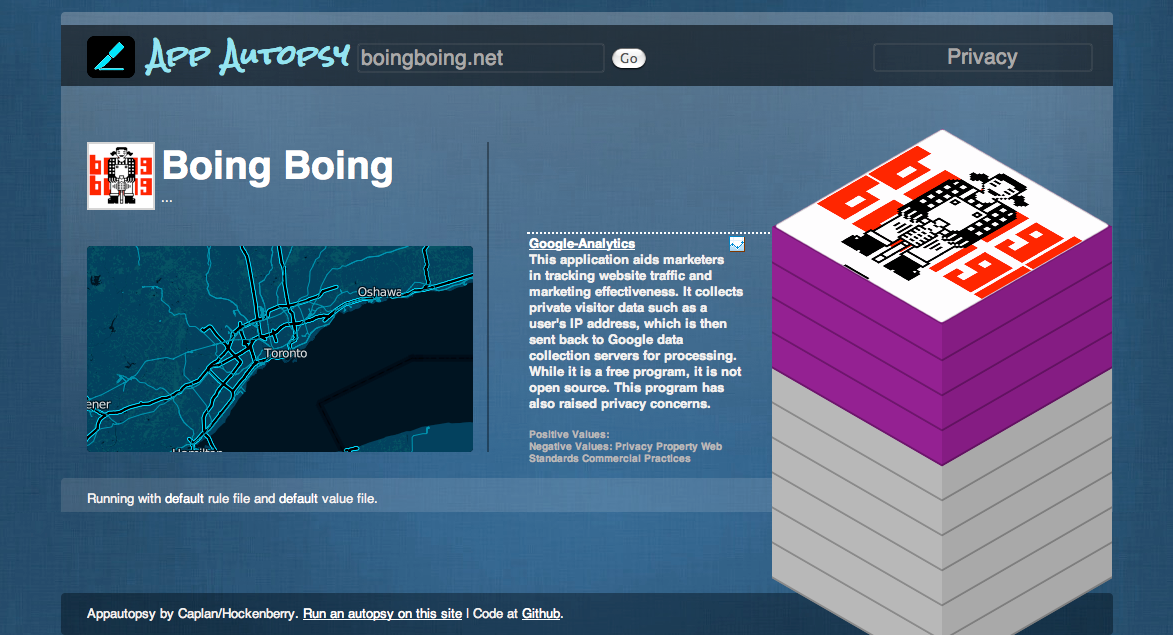 App Autopsy
boingboing.net
Go
Privacy
Boing Boing
...
Google-Analytics
This application aids marketers
in tracking website traffic and
marketing effectiveness. It collects
private visitor data such as a
user's IP address, which is then
sent back to Google data
collection servers for processing.
While it is a free program, it is not
open source. This program has
also raised privacy concerns.
Positive Values:
Negative Values: Privacy Property Web
Standards Commercial Practices
Oshawa
Toronto
ener
Hamilton
Running with default rule file and default value file.
Appautopsy by Caplan/Hockenberry. Run an autopsy on this site | Code at Github.